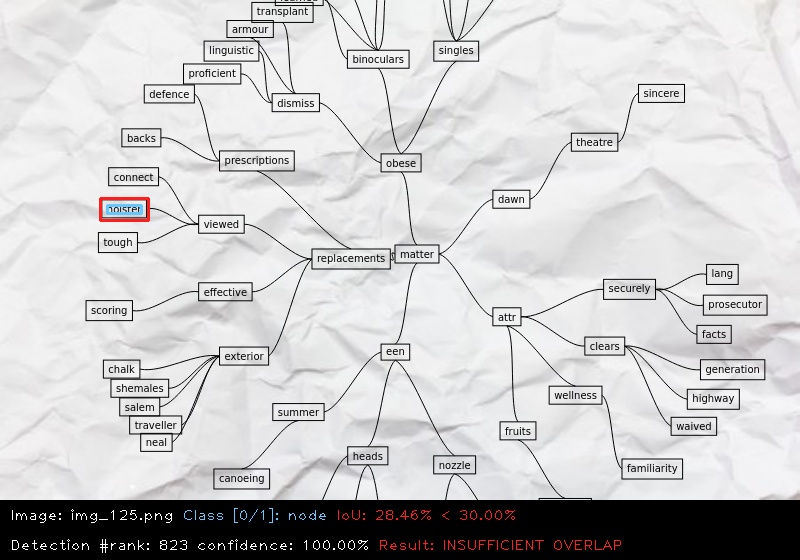 transplant
armour
linguistic
proficient
defence
dismiss
binoculars
singles
sincere
backs
prescriptions
obese
theatre
connect
dawn
viewed
tough
replacements
matter
effective
scoring
securely
lang
prosecutor
facts
attr
clears
generation
highway
waived
exterior
chalk
shemales
salem
traveller
neal
een
summer
canoeing
heads
nozzle
wellness
fruits
familiarity
Image: img_125.png Class [0/1]: node IoU: 28.46% < 30.00%
Detection #rank: 823 confidence: 100.00% Result: INSUFFICIENT OVERLAP